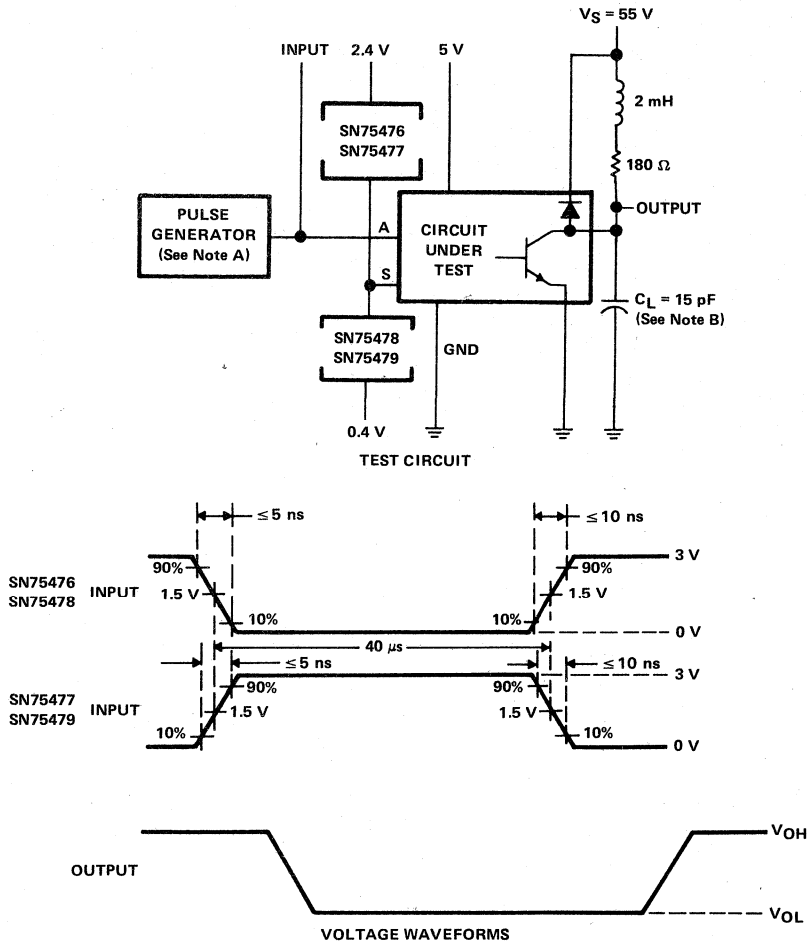 VS = 55 V
INPUT 2.4 V 5 V
2 mH
SN75476
SN75477
180 Ω
OUTPUT
PULSE
GENERATOR
(See Note A)
A
CIRCUIT
UNDER
TEST
S
CL = 15 pF
(See Note B)
SN75478
SN75479
GND
0.4 V
TEST CIRCUIT
≤ 5 ns ≤ 10 ns
SN75476
SN75478
INPUT
90% 1.5 V 10% 10% 1.5 V 90% 3 V
0 V
40 μs
≤ 5 ns ≤ 10 ns
SN75477
SN75479
INPUT
10% 1.5 V 90% 90% 1.5 V 10% 3 V
0 V
OUTPUT
VOH
VOL
VOLTAGE WAVEFORMS